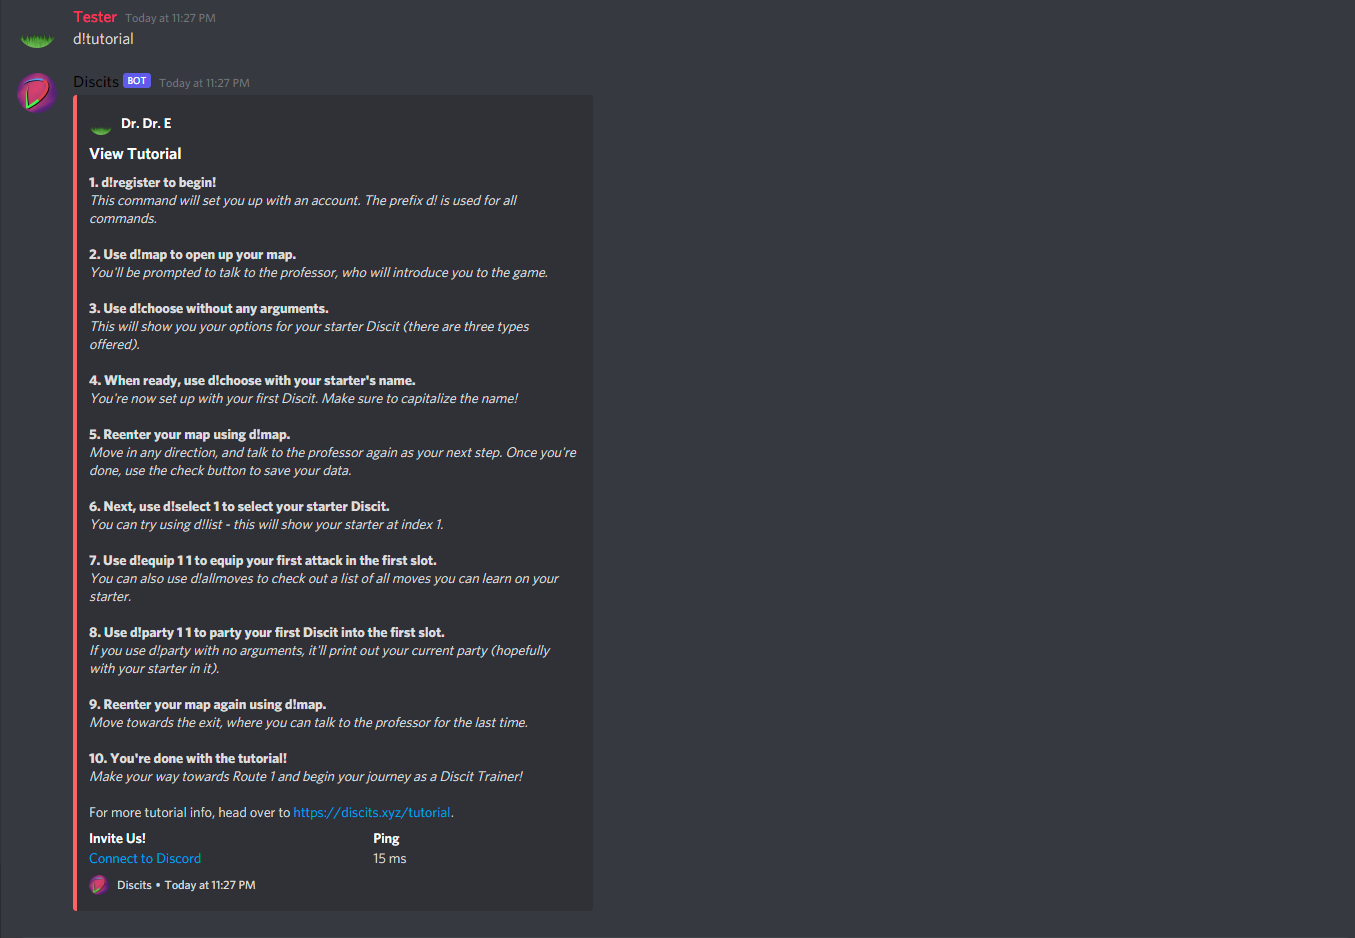 Tester Today at 11:27 PM
d!tutorial
Discits BOT Today at 11:27 PM
Dr. Dr. E
View Tutorial
1. d!register to begin!
This command will set you up with an account. The prefix d! is used for all
commands.
2. Use d!map to open up your map.
You'll be prompted to talk to the professor, who will introduce you to the game.
3. Use d!choose without any arguments.
This will show you your options for your starter Discit (there are three types
offered).
4. When ready, use d!choose with your starter's name.
You're now set up with your first Discit. Make sure to capitalize the name!
5. Reenter your map using d!map.
Move in any direction, and talk to the professor again as your next step. Once you're
done, use the check button to save your data.
6. Next, use d!select 1 to select your starter Discit.
You can try using d!list - this will show your starter at index 1.
7. Use d!equip 1 1 to equip your first attack in the first slot.
You can also use d!allmoves to check out a list of all moves you can learn on your
starter.
8. Use d!party 1 1 to party your first Discit into the first slot.
If you use d!party with no arguments, it'll print out your current party (hopefully
with your starter in it).
9. Reenter your map again using d!map.
Move towards the exit, where you can talk to the professor for the last time.
10. You're done with the tutorial!
Make your way towards Route 1 and begin your journey as a Discit Trainer!
For more tutorial info, head over to https://discits.xyz/tutorial.
Invite Us! Ping
Connect to Discord 15 ms
Discits • Today at 11:27 PM